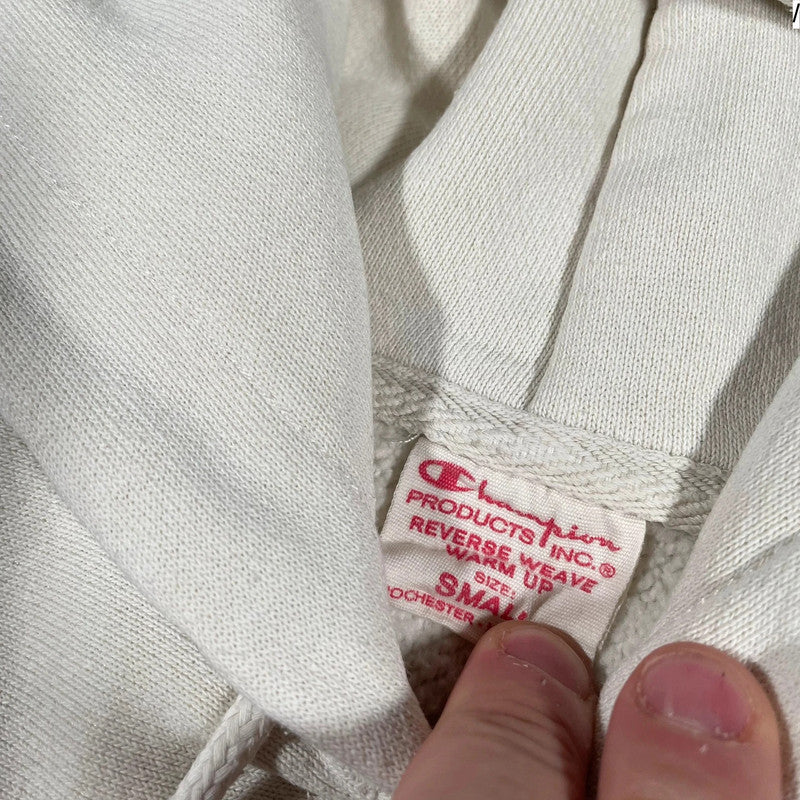 Champion
PRODUCTS INC.®
REVERSE WEAVE
WARM UP
SIZE:
SMALL